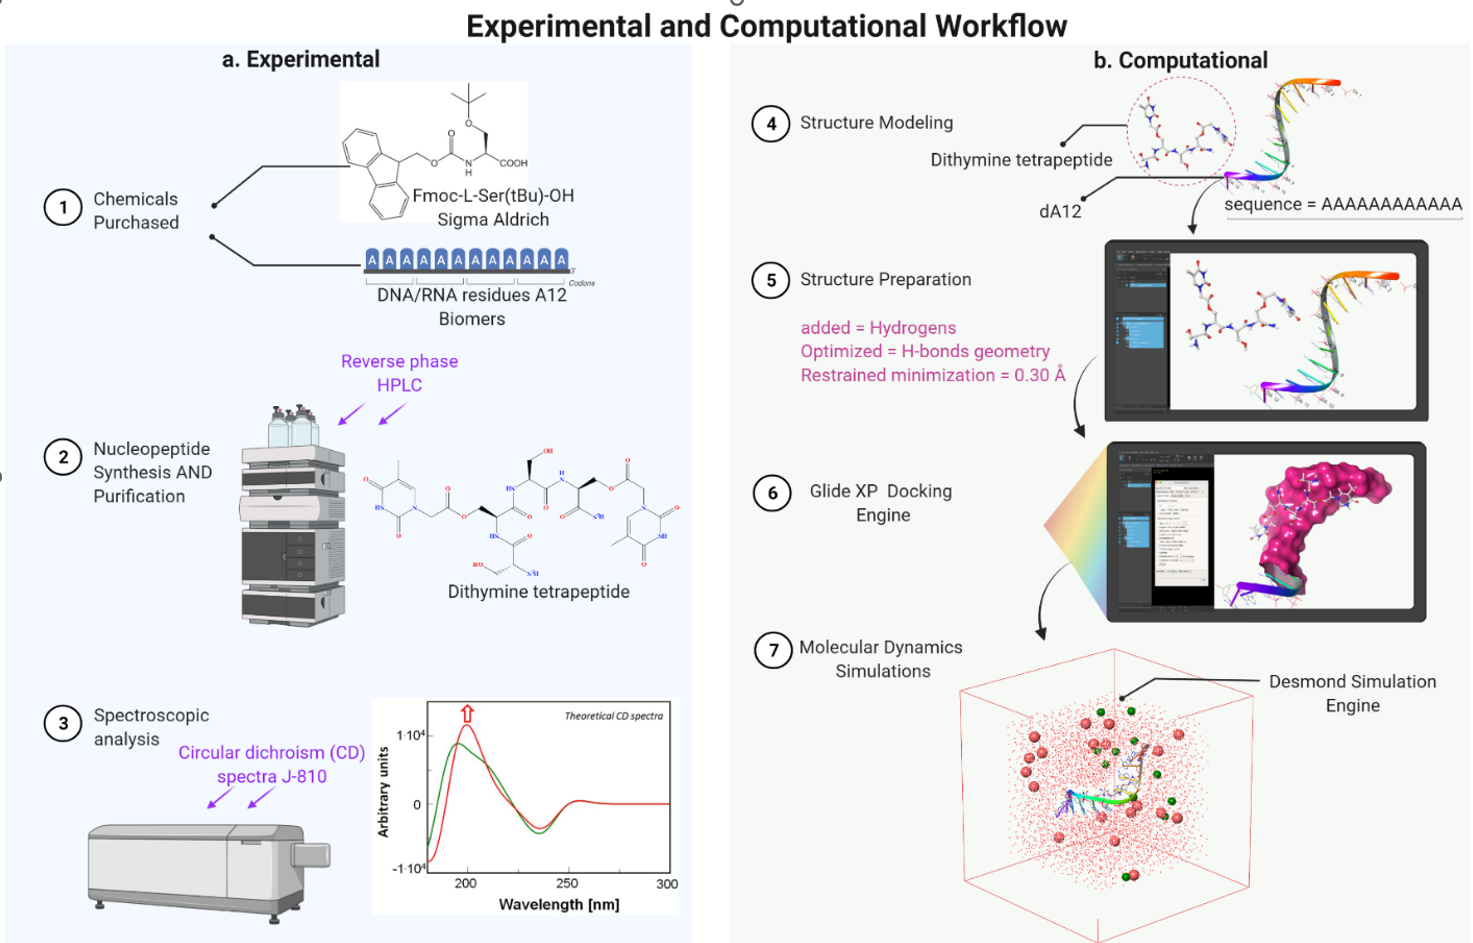 Experimental and Computational Workflow
a. Experimental
1
Chemicals
Purchased
O
O
O
N
H
COOH
Fmoc-L-Ser(tBu)-OH
Sigma Aldrich
A A A A A A A A A A A A
Codons
DNA/RNA residues A12
Biomers
Reverse phase
HPLC
2
Nucleopeptide
Synthesis AND
Purification
Dithymine tetrapeptide
3
Spectroscopic
analysis
Circular dichroism (CD)
spectra J-810
Theoretical CD spectra
Arbitrary units
1·10⁴
0
-1·10⁴
200
250
300
Wavelength [nm]
b. Computational
4
Structure Modeling
Dithymine tetrapeptide
dA12
sequence = AAAAAAAAAAAA
5
Structure Preparation
added = Hydrogens
Optimized = H-bonds geometry
Restrained minimization = 0.30 Å
6
Glide XP Docking
Engine
7
Molecular Dynamics
Simulations
Desmond Simulation
Engine